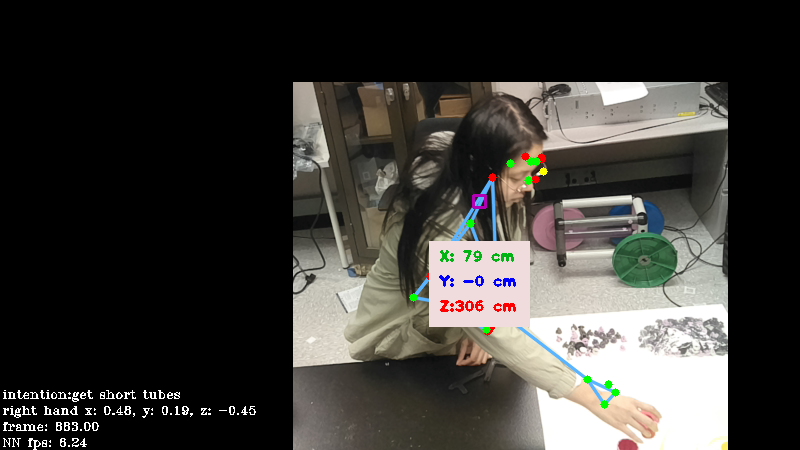 X: 79 cm
Y: -0 cm
Z:306 cm
intention:get short tubes
right hand x: 0.48, y: 0.19, z: -0.45
frame: 883.00
NN fps: 6.24